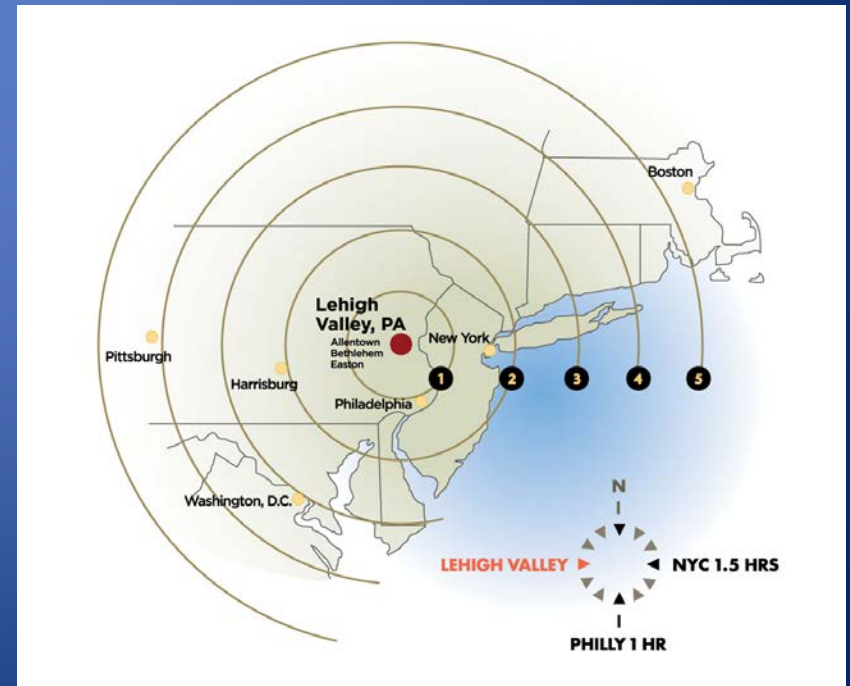 Boston
Lehigh
Valley, PA
Allentown
Bethlehem
Easton
New York
Pittsburgh
Harrisburg
Philadelphia
1
2
3
4
5
Washington, D.C.
N
LEHIGH VALLEY
NYC 1.5 HRS
PHILLY 1 HR